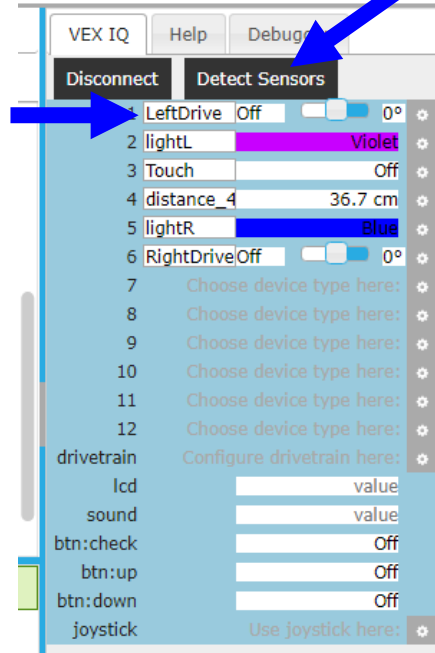 VEX IQ Help Debug
Disconnect Detect Sensors
1 LeftDrive Off 0°
2 lightL Violet
3 Touch Off
4 distance_4 36.7 cm
5 lightR Blue
6 RightDrive Off 0°
7 Choose device type here:
8 Choose device type here:
9 Choose device type here:
10 Choose device type here:
11 Choose device type here:
12 Choose device type here:
drivetrain Configure drivetrain here:
lcd value
sound value
btn:check Off
btn:up Off
btn:down Off
joystick Use joystick here: